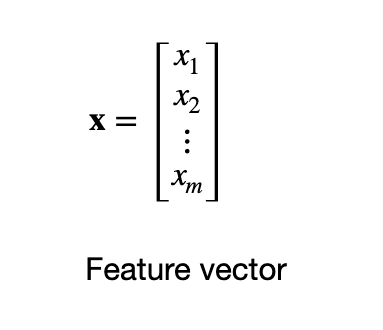 x = [x₁
x₂
⋮
xₘ]
Feature vector